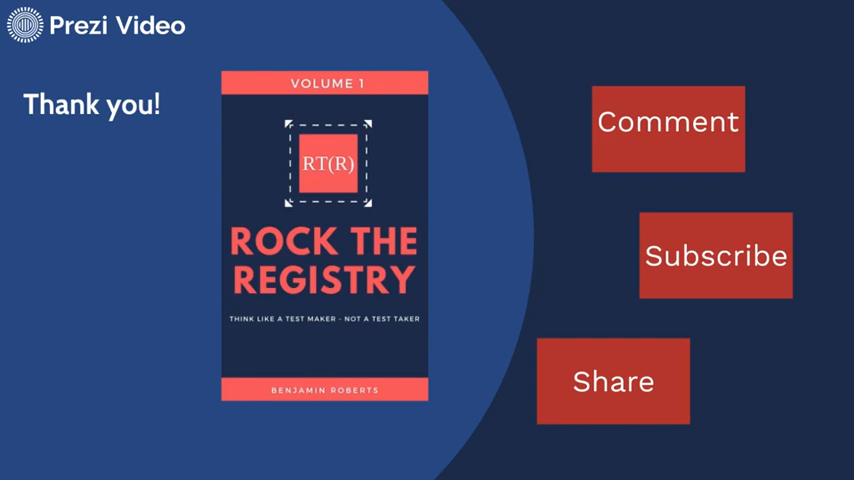 Prezi Video
Thank you!
VOLUME 1
RT(R)
ROCK THE
REGISTRY
THINK LIKE A TEST MAKER - NOT A TEST TAKER
BENJAMIN ROBERTS
Comment
Subscribe
Share